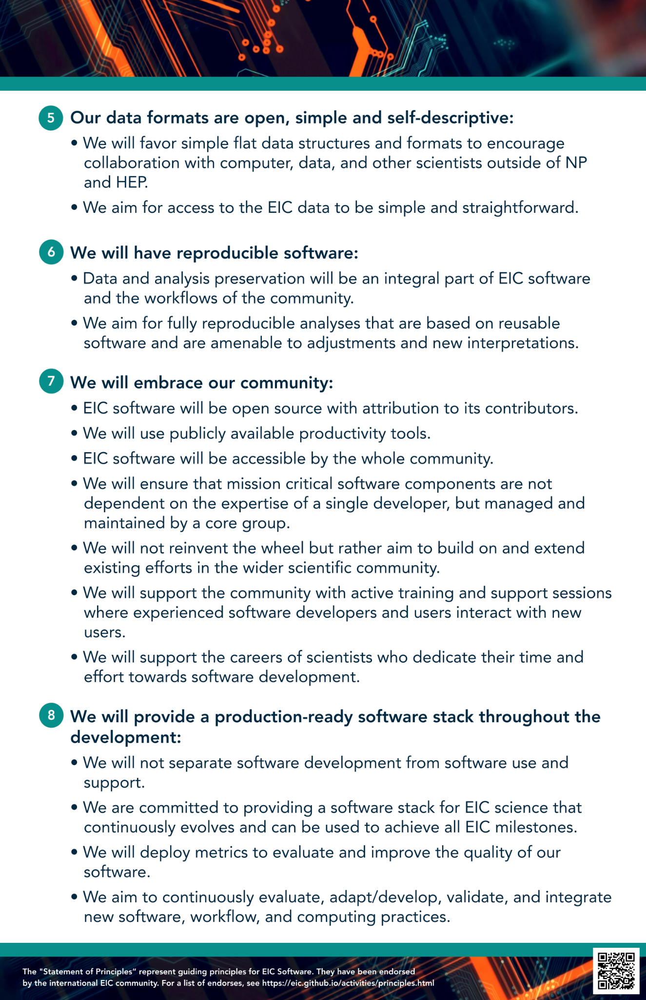 5 Our data formats are open, simple and self-descriptive:
• We will favor simple flat data structures and formats to encourage
collaboration with computer, data, and other scientists outside of NP
and HEP.
• We aim for access to the EIC data to be simple and straightforward.
6 We will have reproducible software:
• Data and analysis preservation will be an integral part of EIC software
and the workflows of the community.
• We aim for fully reproducible analyses that are based on reusable
software and are amenable to adjustments and new interpretations.
7 We will embrace our community:
• EIC software will be open source with attribution to its contributors.
• We will use publicly available productivity tools.
• EIC software will be accessible by the whole community.
• We will ensure that mission critical software components are not
dependent on the expertise of a single developer, but managed and
maintained by a core group.
• We will not reinvent the wheel but rather aim to build on and extend
existing efforts in the wider scientific community.
• We will support the community with active training and support sessions
where experienced software developers and users interact with new
users.
• We will support the careers of scientists who dedicate their time and
effort towards software development.
8 We will provide a production-ready software stack throughout the
development:
• We will not separate software development from software use and
support.
• We are committed to providing a software stack for EIC science that
continuously evolves and can be used to achieve all EIC milestones.
• We will deploy metrics to evaluate and improve the quality of our
software.
• We aim to continuously evaluate, adapt/develop, validate, and integrate
new software, workflow, and computing practices.
The "Statement of Principles” represent guiding principles for EIC Software. They have been endorsed
by the international EIC community. For a list of endorses, see https://eic.github.io/activities/principles.html